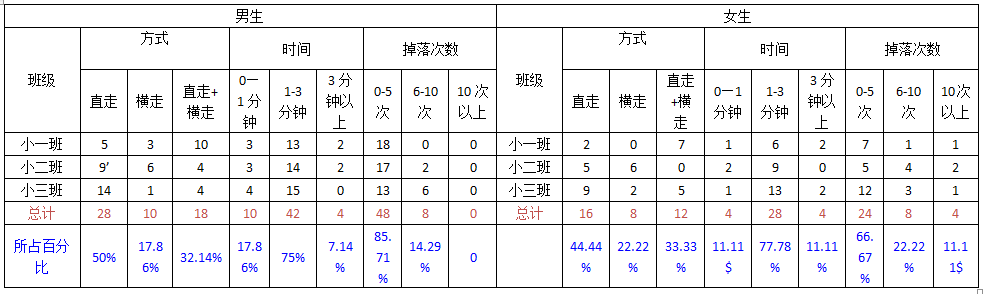 男生 女生
班级 方式 时间 掉落次数 班级 方式 时间 掉落次数
直走 横走 直走+横走 0一1分钟 1-3分钟 3分钟以上 0-5次 6-10次 10次以上 直走 横走 直走+横走 0一1分钟 1-3分钟 3分钟以上 0-5次 6-10次 10次以上
小一班 5 3 10 3 13 2 18 0 0 小一班 2 0 7 1 6 2 7 1 1
小二班 9’ 6 4 3 14 2 17 2 0 小二班 5 6 0 2 9 0 5 4 2
小三班 14 1 4 4 15 0 13 6 0 小三班 9 2 5 1 13 2 12 3 1
总计 28 10 18 10 42 4 48 8 0 总计 16 8 12 4 28 4 24 8 4
所占百分比 50% 17.86% 32.14% 17.86% 75% 7.14% 85.71% 14.29% 0 44.44% 22.22% 33.33% 11.11$ 77.78% 11.11% 66.67% 22.22% 11.11$